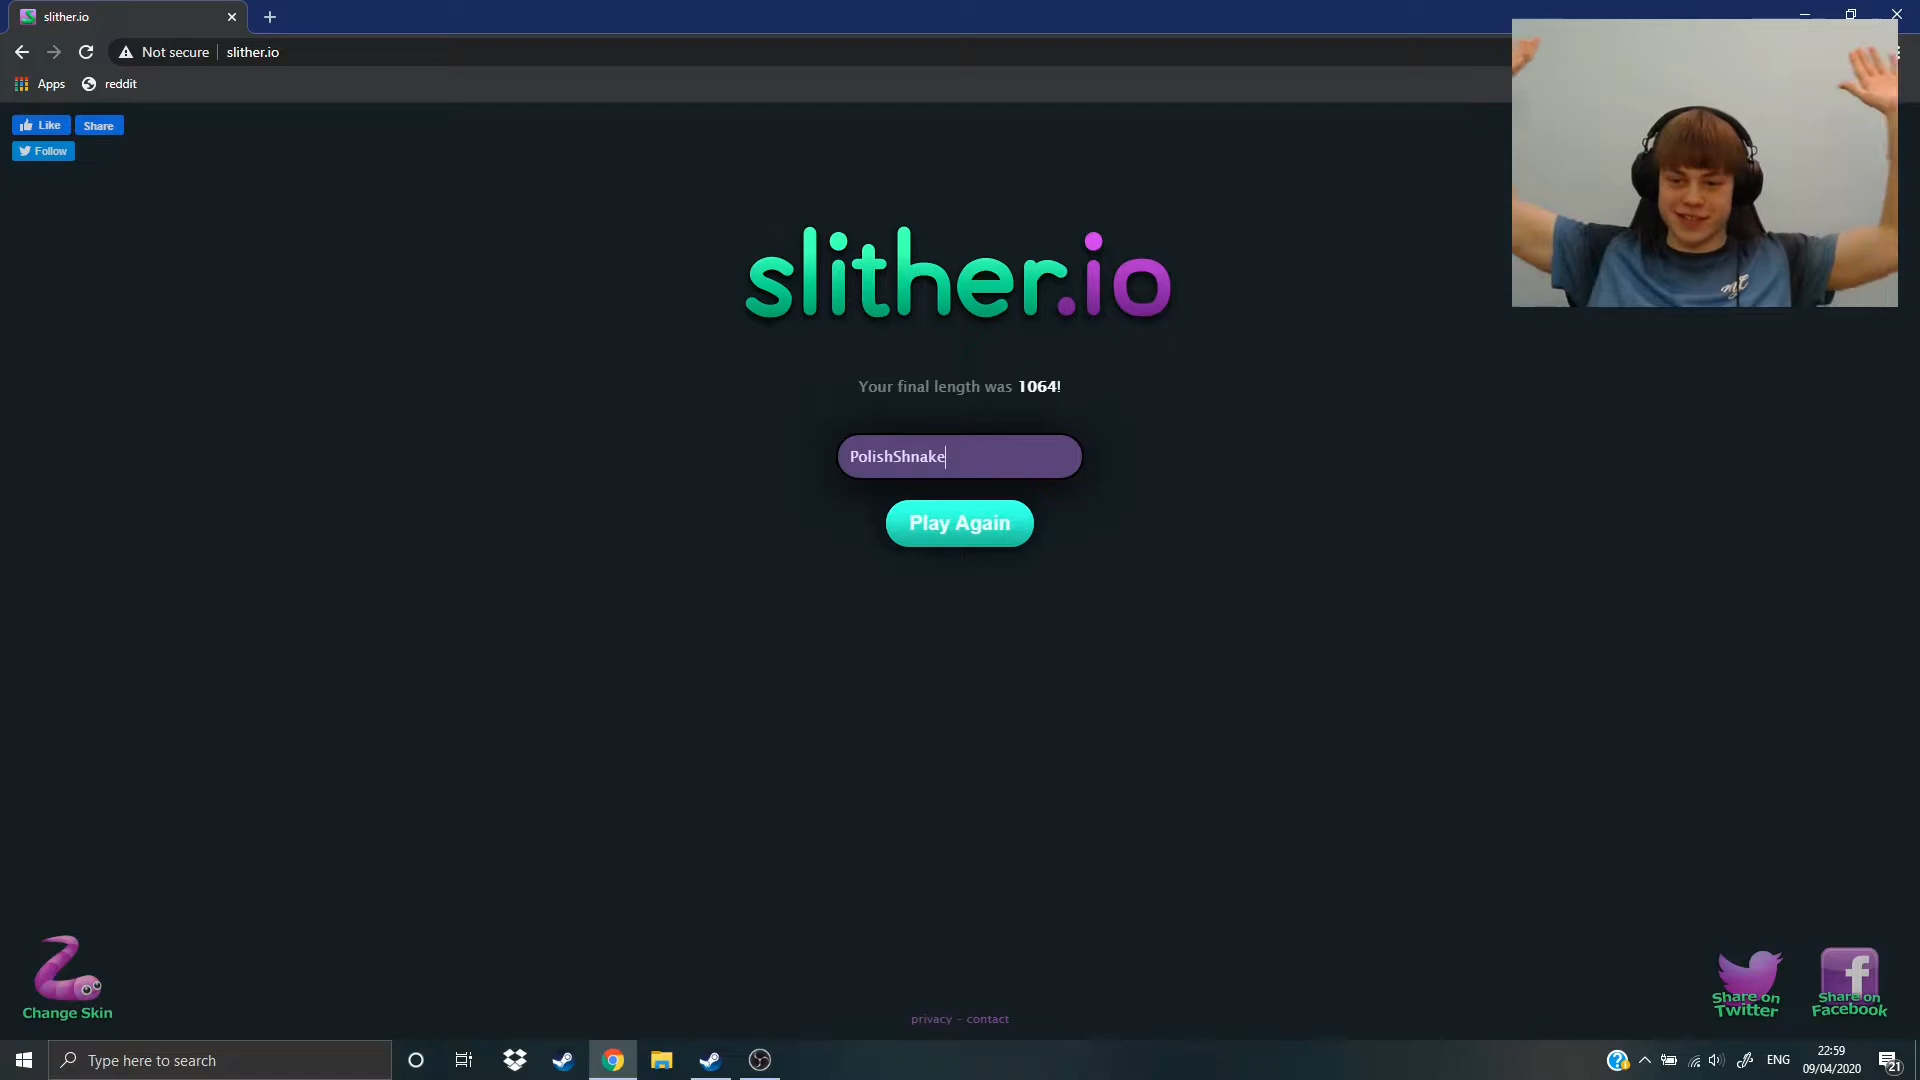 slither.io
Not secure slither.io
Apps reddit
Like Share
Follow
slither.io
Your final length was 1064!
PolishShnake
Play Again
Change Skin
Share on
Twitter
Share on
Facebook
privacy - contact
Type here to search
ENG
22:59
09/04/2020
21